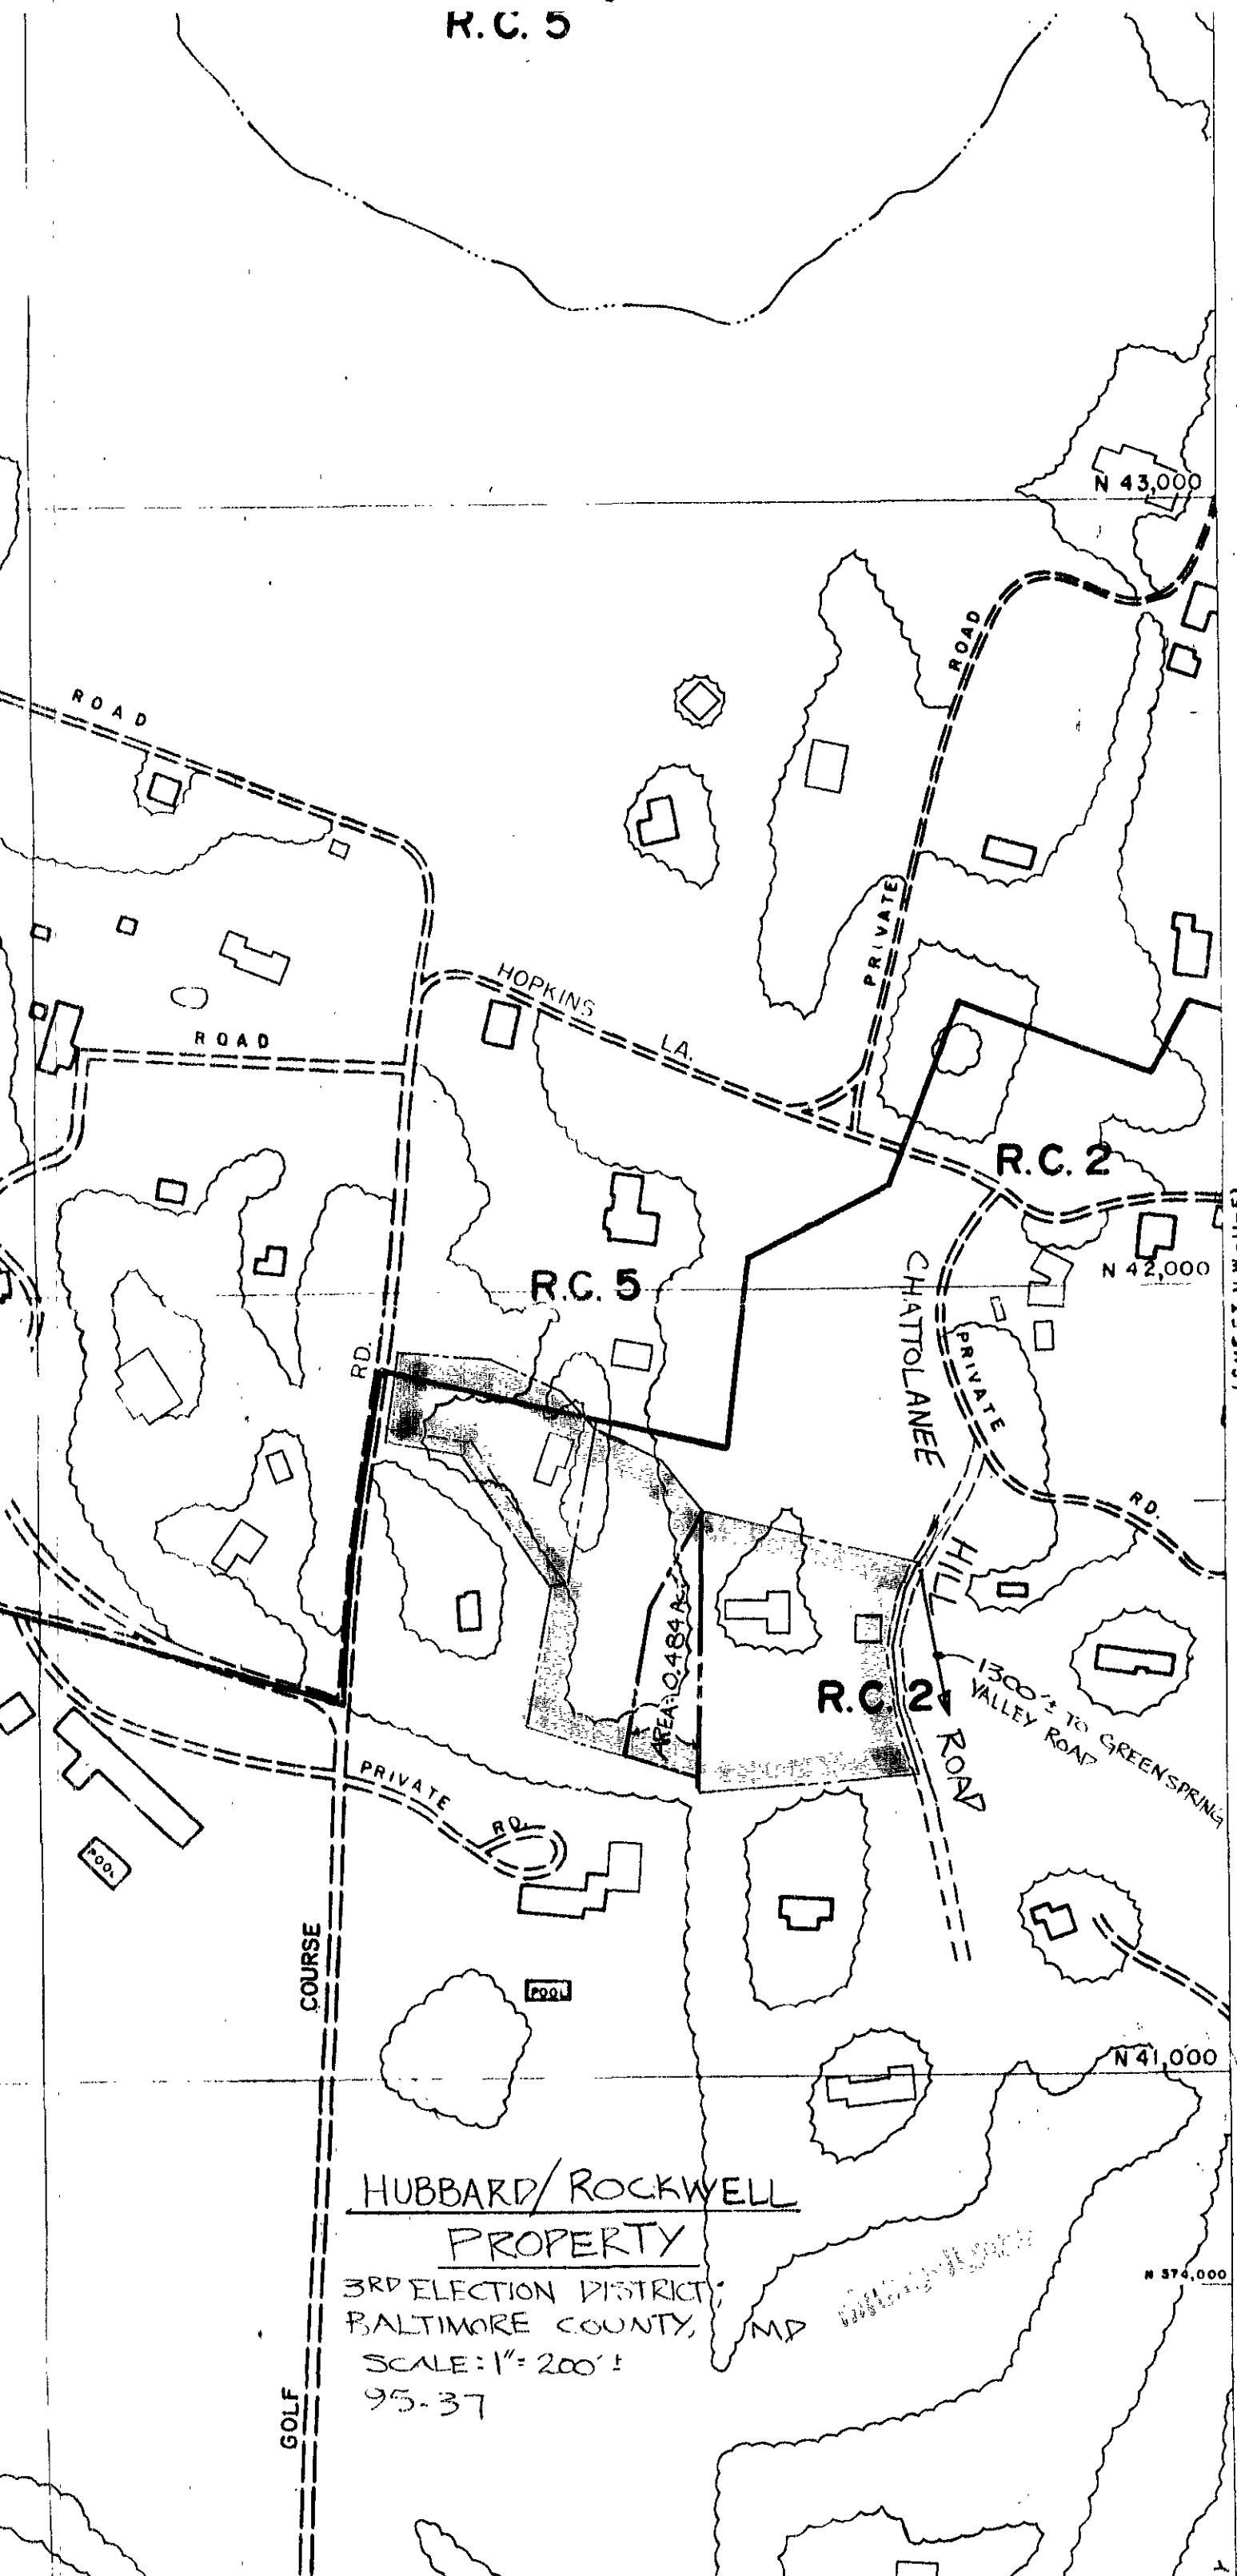 R.C. 5
N 43,000
ROAD
ROAD
PRIVATE
HOPKINS
LA.
ROAD
R.C. 2
N 42,000
R.C. 5
CHATTOLANEE
PRIVATE
RD.
RD.
HILL
AREA=0.484 Ac.
R.C. 2
1300'± TO GREENSPRING
VALLEY ROAD
ROAD
PRIVATE
RD.
POOL
COURSE
POOL
N 41,000
HUBBARD/ROCKWELL
PROPERTY
3RD ELECTION DISTRICT;
BALTIMORE COUNTY, MD
SCALE: 1"= 200'±
95-37
N 574,000
GOLF